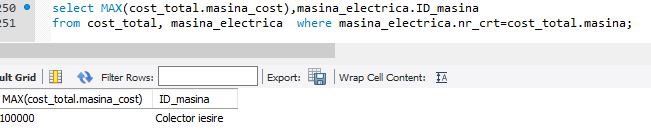 250 select MAX(cost_total.masina_cost),masina_electrica.ID_masina
251 from cost_total, masina_electrica where masina_electrica.nr_crt=cost_total.masina;
ult Grid Filter Rows: Export: Wrap Cell Content:
MAX(cost_total.masina_cost) ID_masina
100000 Colector iesire